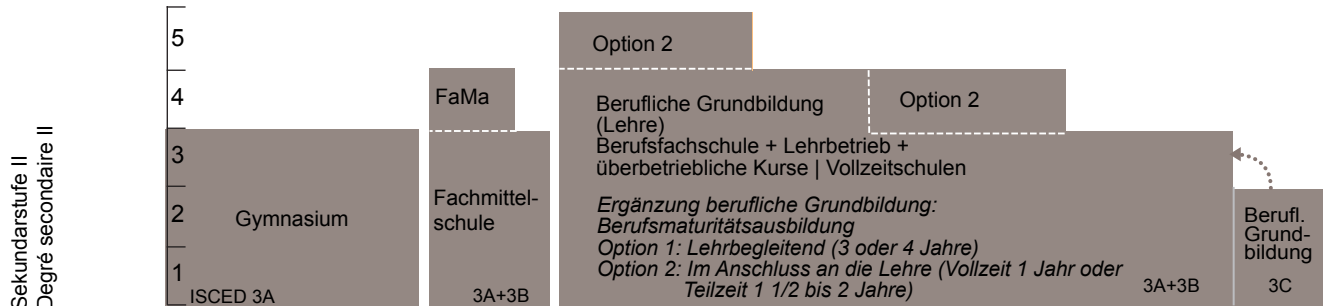 Sekundarstufe II
Degré secondaire II
5
4
3
2
1
Gymnasium
ISCED 3A
FaMa
Fachmittel-
schule
3A+3B
Option 2
Option 2
Berufliche Grundbildung
(Lehre)
Berufsfachschule + Lehrbetrieb +
überbetriebliche Kurse | Vollzeitschulen
Ergänzung berufliche Grundbildung:
Berufsmaturitätsausbildung
Option 1: Lehrbegleitend (3 oder 4 Jahre)
Option 2: Im Anschluss an die Lehre (Vollzeit 1 Jahr oder
Teilzeit 1 1/2 bis 2 Jahre)
3A+3B
Berufl.
Grund-
bildung
3C